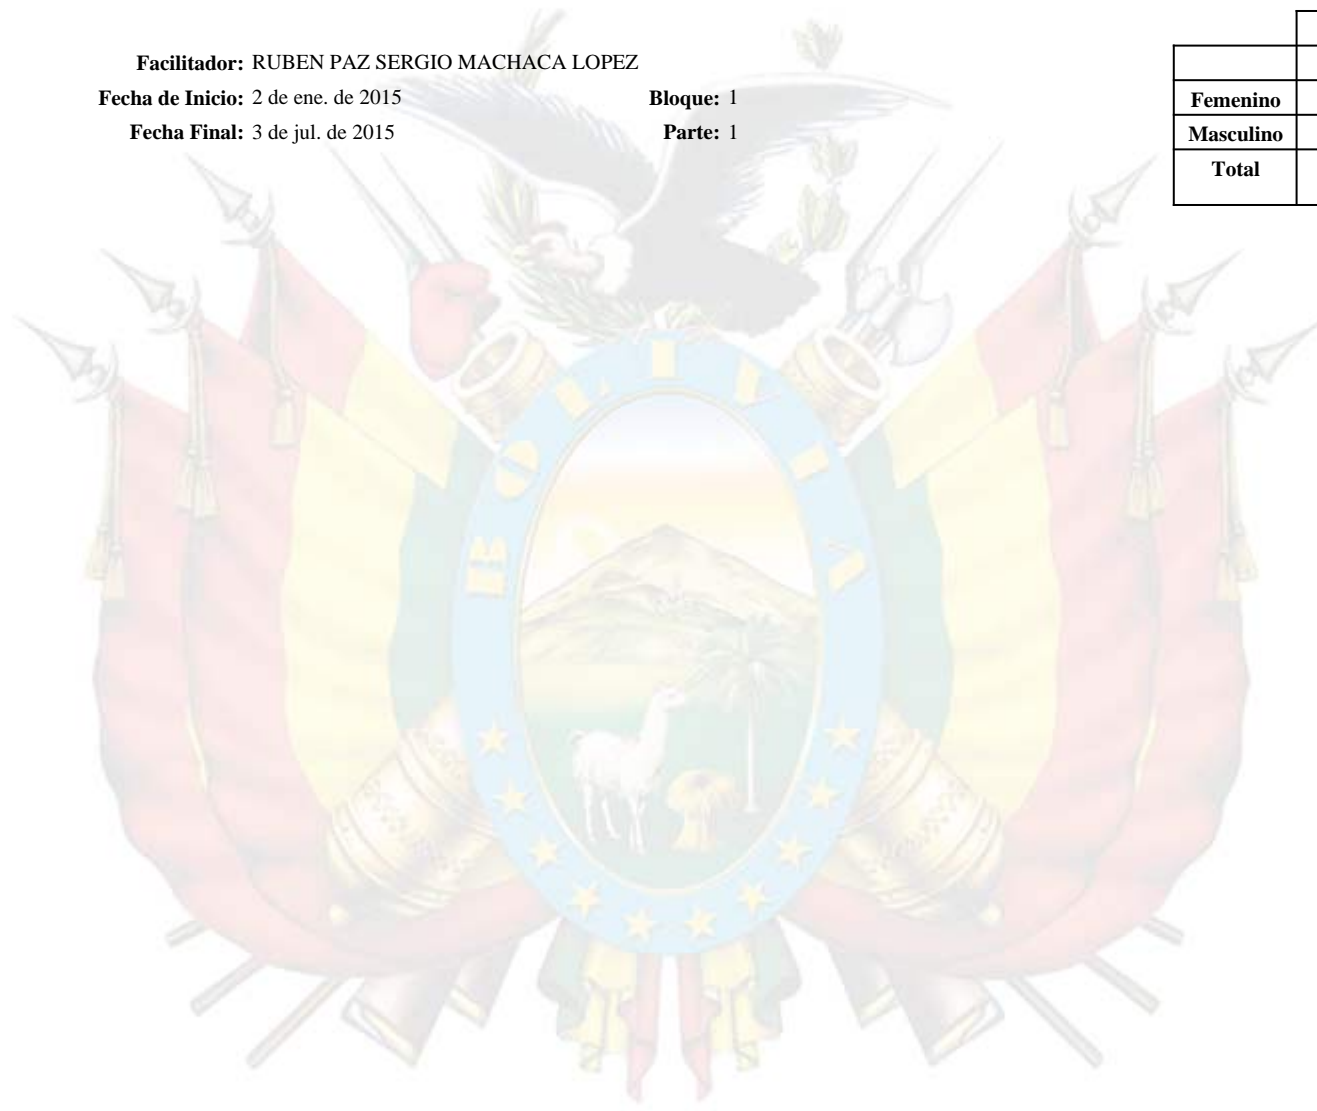 Facilitador: RUBEN PAZ SERGIO MACHACA LOPEZ
Fecha de Inicio: 2 de ene. de 2015 Bloque: 1
Fecha Final: 3 de jul. de 2015 Parte: 1
Femenino
Masculino
Total
BOLIVIA